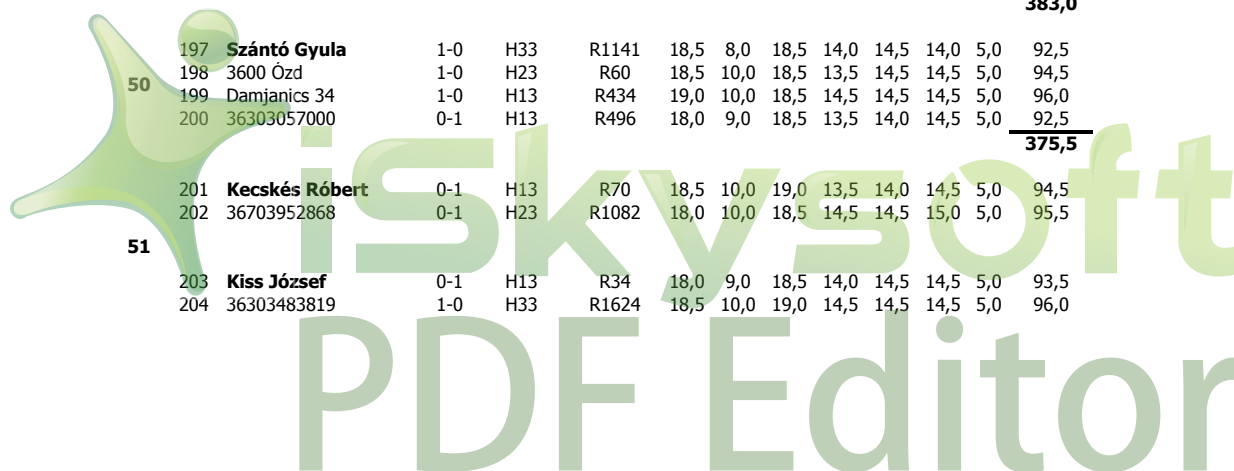 383,0
197 Szántó Gyula 1-0 H33 R1141 18,5 8,0 18,5 14,0 14,5 14,0 5,0 92,5
198 3600 Ózd 1-0 H23 R60 18,5 10,0 18,5 13,5 14,5 14,5 5,0 94,5
50
199 Damjanics 34 1-0 H13 R434 19,0 10,0 18,5 14,5 14,5 14,5 5,0 96,0
200 36303057000 0-1 H13 R496 18,0 9,0 18,5 13,5 14,0 14,5 5,0 92,5
375,5
201 Kecskés Róbert 0-1 H13 R70 18,5 10,0 19,0 13,5 14,0 14,5 5,0 94,5
202 36703952868 0-1 H23 R1082 18,0 10,0 18,5 14,5 14,5 15,0 5,0 95,5
51
203 Kiss József 0-1 H13 R34 18,0 9,0 18,5 14,0 14,5 14,5 5,0 93,5
204 36303483819 1-0 H33 R1624 18,5 10,0 19,0 14,5 14,5 14,5 5,0 96,0
iSkysoft
PDF Editor